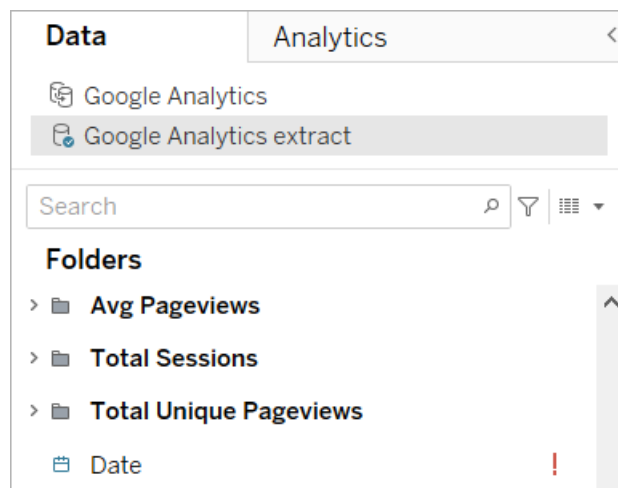 Data Analytics
Google Analytics
Google Analytics extract
Search
Folders
Avg Pageviews
Total Sessions
Total Unique Pageviews
Date !